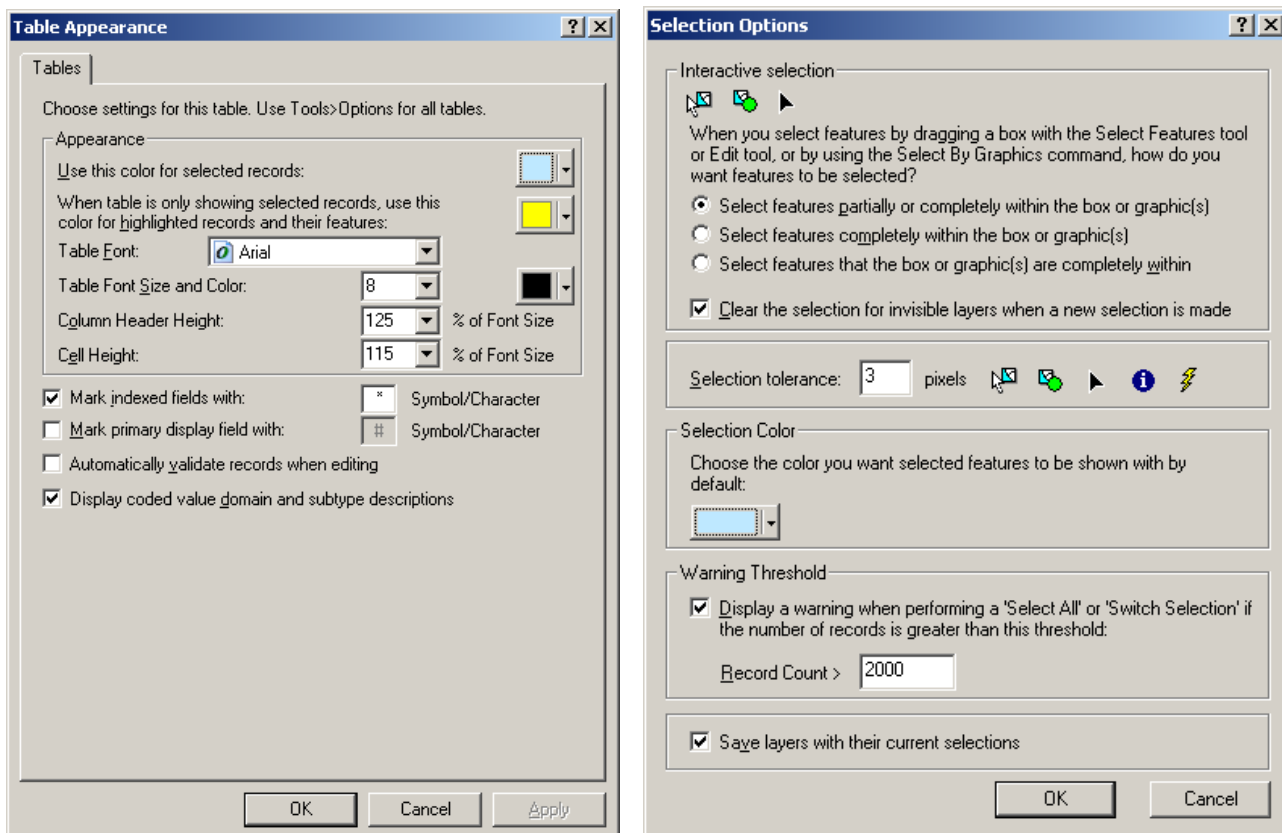 Table Appearance
Tables
Choose settings for this table. Use Tools>Options for all tables.
Appearance
Use this color for selected records:
When table is only showing selected records, use this
color for highlighted records and their features:
Table Font: Arial
Table Font Size and Color: 8
Column Header Height: 125 % of Font Size
Cell Height: 115 % of Font Size
Mark indexed fields with: * Symbol/Character
Mark primary display field with: # Symbol/Character
Automatically validate records when editing
Display coded value domain and subtype descriptions
OK Cancel Apply
Selection Options
Interactive selection
When you select features by dragging a box with the Select Features tool
or Edit tool, or by using the Select By Graphics command, how do you
want features to be selected?
Select features partially or completely within the box or graphic(s)
Select features completely within the box or graphic(s)
Select features that the box or graphic(s) are completely within
Clear the selection for invisible layers when a new selection is made
Selection tolerance: 3 pixels
Selection Color
Choose the color you want selected features to be shown with by
default:
Warning Threshold
Display a warning when performing a 'Select All' or 'Switch Selection' if
the number of records is greater than this threshold:
Record Count > 2000
Save layers with their current selections
OK Cancel